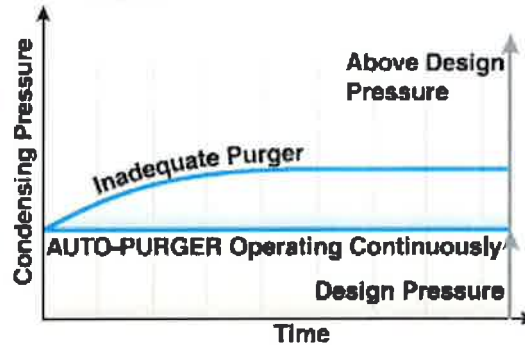 Condensing Pressure
Above Design
Pressure
Inadequate Purger
AUTO-PURGER Operating Continuously
Design Pressure
Time